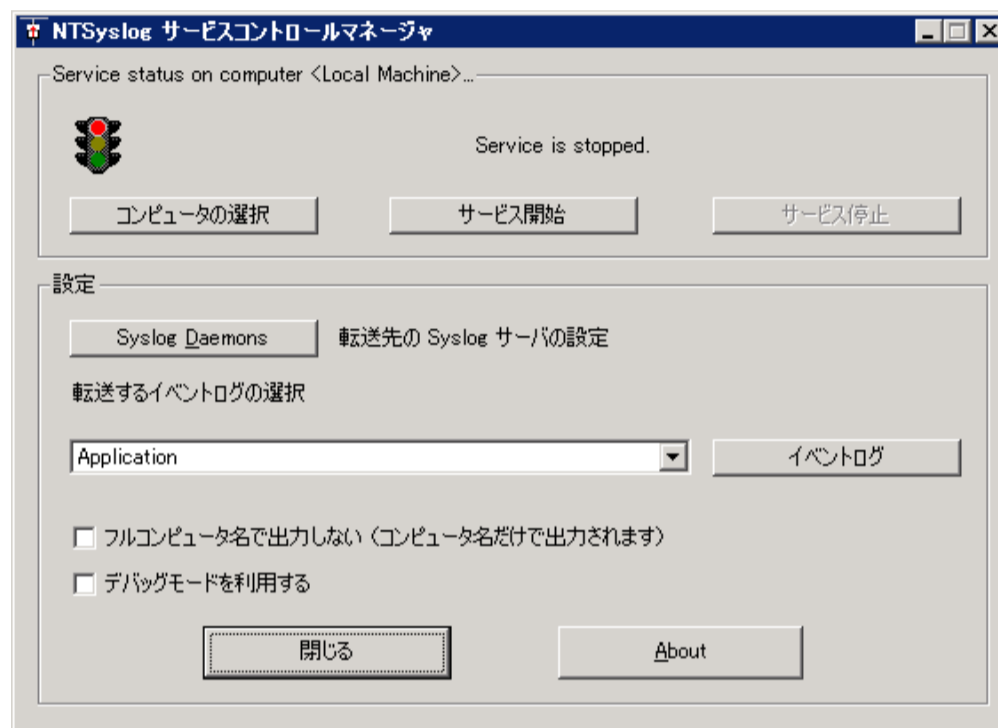 NTSyslog サービスコントロールマネージャ
Service status on computer <Local Machine>...
Service is stopped.
コンピュータの選択 サービス開始 サービス停止
設定
Syslog Daemons 転送先の Syslog サーバの設定
転送するイベントログの選択
Application イベントログ
フルコンピュータ名で出力しない（コンピュータ名だけで出力されます）
デバッグモードを利用する
閉じる About